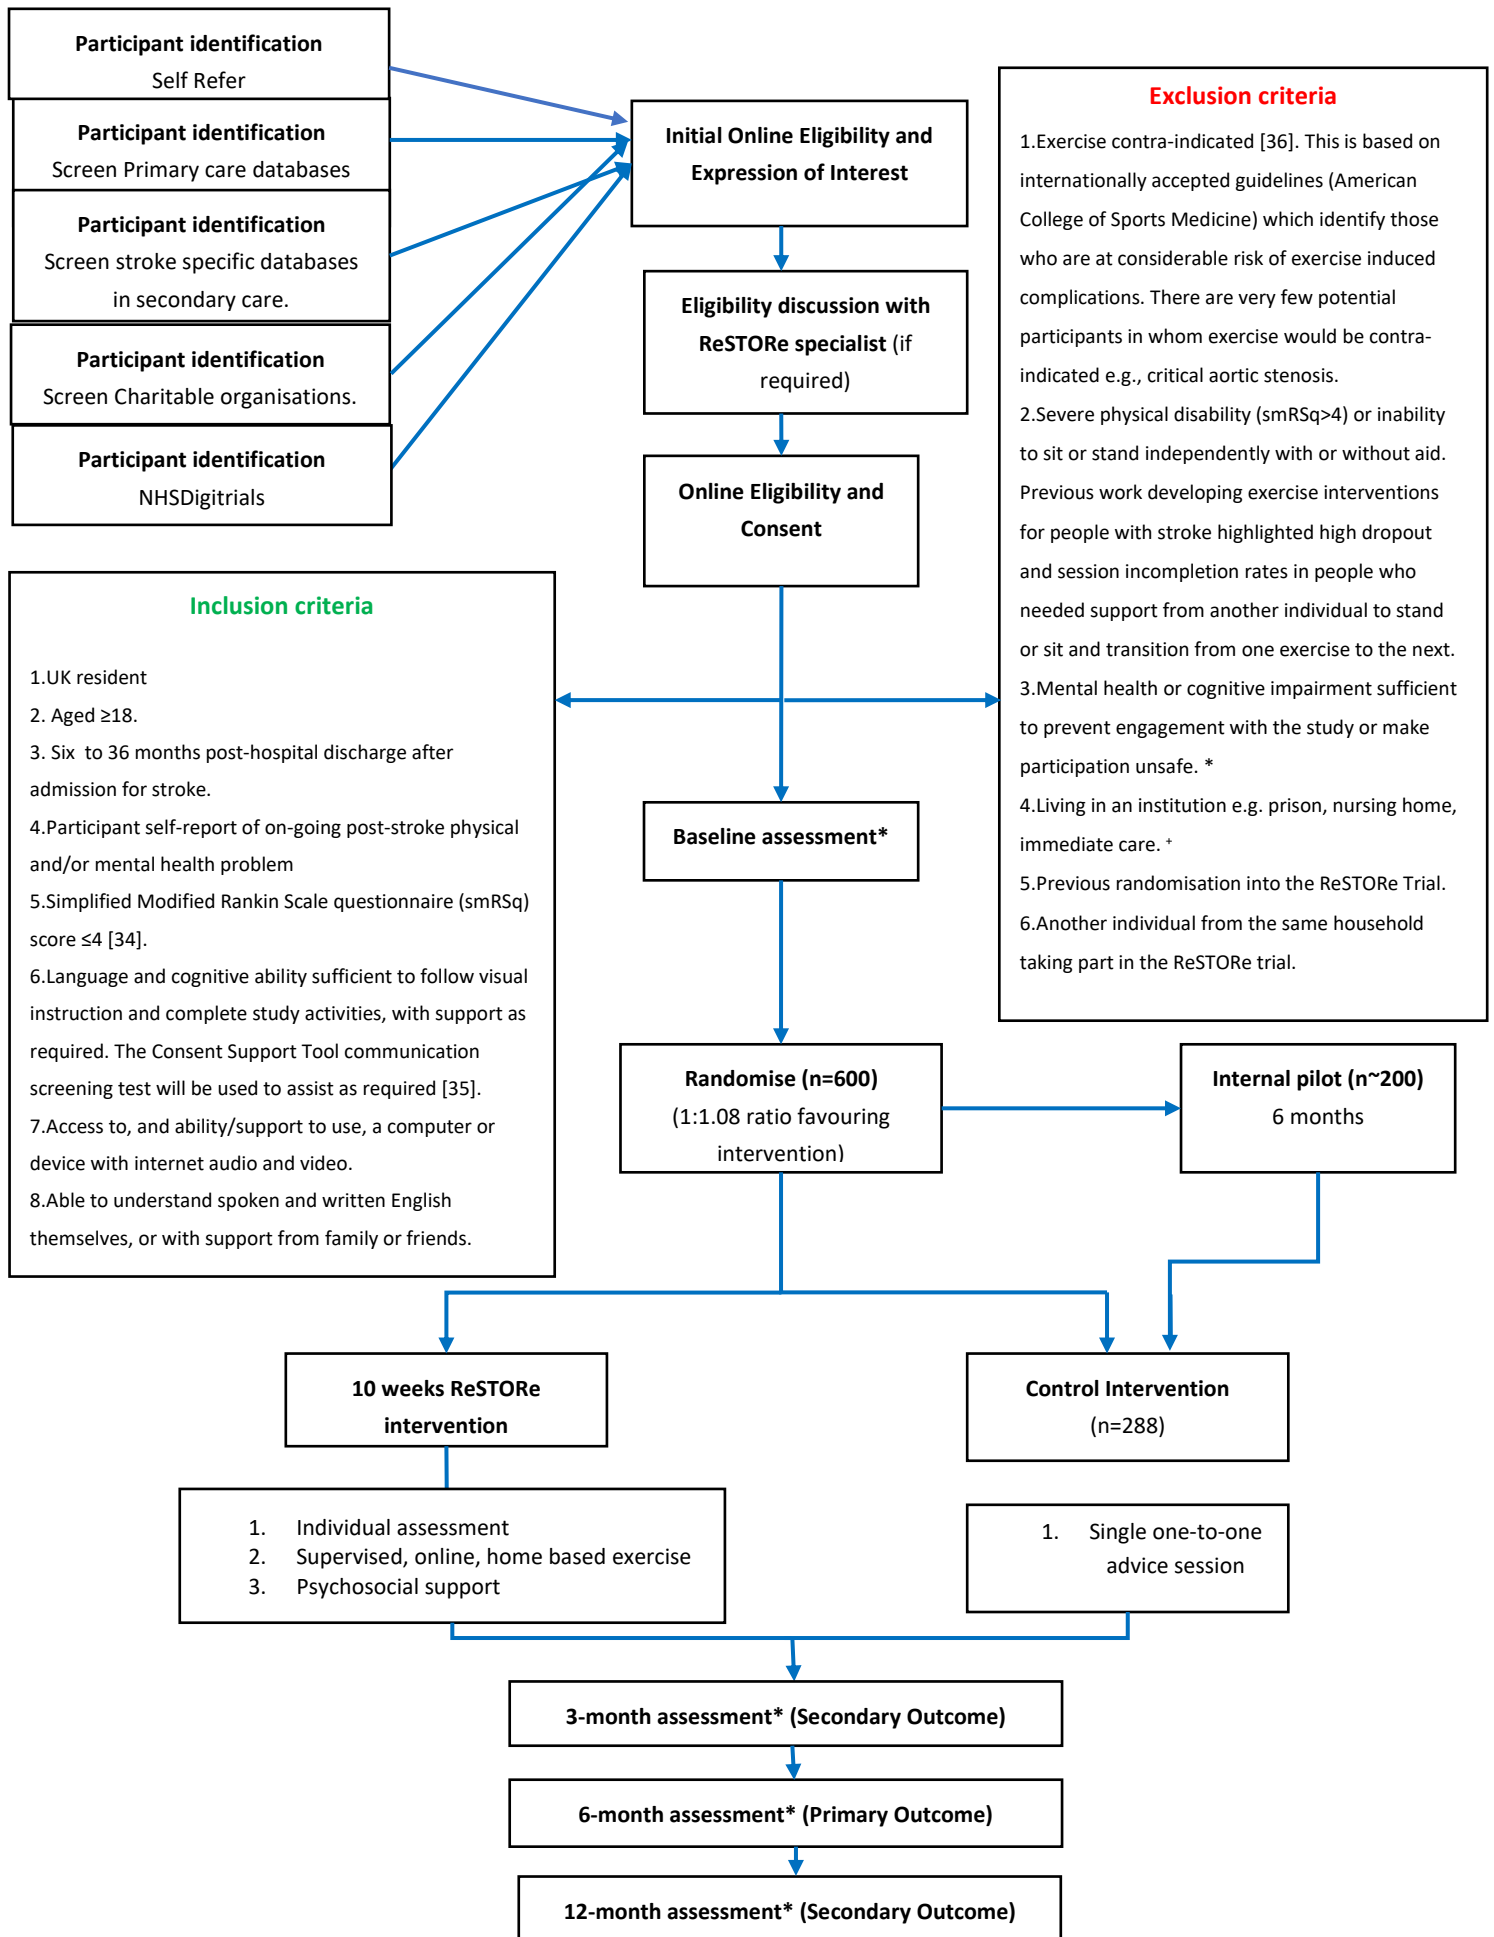 Participant identification
Self Refer
Participant identification
Screen Primary care databases
Participant identification
Screen stroke specific databases
in secondary care.
Participant identification
Screen Charitable organisations.
Participant identification
NHSDigitrials
Initial Online Eligibility and
Expression of Interest
Eligibility discussion with
ReSTORe specialist (if
required)
Online Eligibility and
Consent
Exclusion criteria
1.Exercise contra-indicated [36]. This is based on
internationally accepted guidelines (American
College of Sports Medicine) which identify those
who are at considerable risk of exercise induced
complications. There are very few potential
participants in whom exercise would be contra-
indicated e.g., critical aortic stenosis.
2.Severe physical disability (smRSq>4) or inability
to sit or stand independently with or without aid.
Previous work developing exercise interventions
for people with stroke highlighted high dropout
and session incompletion rates in people who
needed support from another individual to stand
or sit and transition from one exercise to the next.
3.Mental health or cognitive impairment sufficient
to prevent engagement with the study or make
participation unsafe. *
4.Living in an institution e.g. prison, nursing home,
immediate care. +
5.Previous randomisation into the ReSTORe Trial.
6.Another individual from the same household
taking part in the ReSTORe trial.
Inclusion criteria
1.UK resident
2. Aged ≥18.
3. Six  to 36 months post-hospital discharge after
admission for stroke.
4.Participant self-report of on-going post-stroke physical
and/or mental health problem
5.Simplified Modified Rankin Scale questionnaire (smRSq)
score ≤4 [34].
6.Language and cognitive ability sufficient to follow visual
instruction and complete study activities, with support as
required. The Consent Support Tool communication
screening test will be used to assist as required [35].
7.Access to, and ability/support to use, a computer or
device with internet audio and video.
8.Able to understand spoken and written English
themselves, or with support from family or friends.
Baseline assessment*
Randomise (n=600)
(1:1.08 ratio favouring
intervention)
Internal pilot (n~200)
6 months
10 weeks ReSTORe
intervention
Control Intervention
(n=288)
1. Individual assessment
2. Supervised, online, home based exercise
3. Psychosocial support
1. Single one-to-one
advice session
3-month assessment* (Secondary Outcome)
6-month assessment* (Primary Outcome)
12-month assessment* (Secondary Outcome)